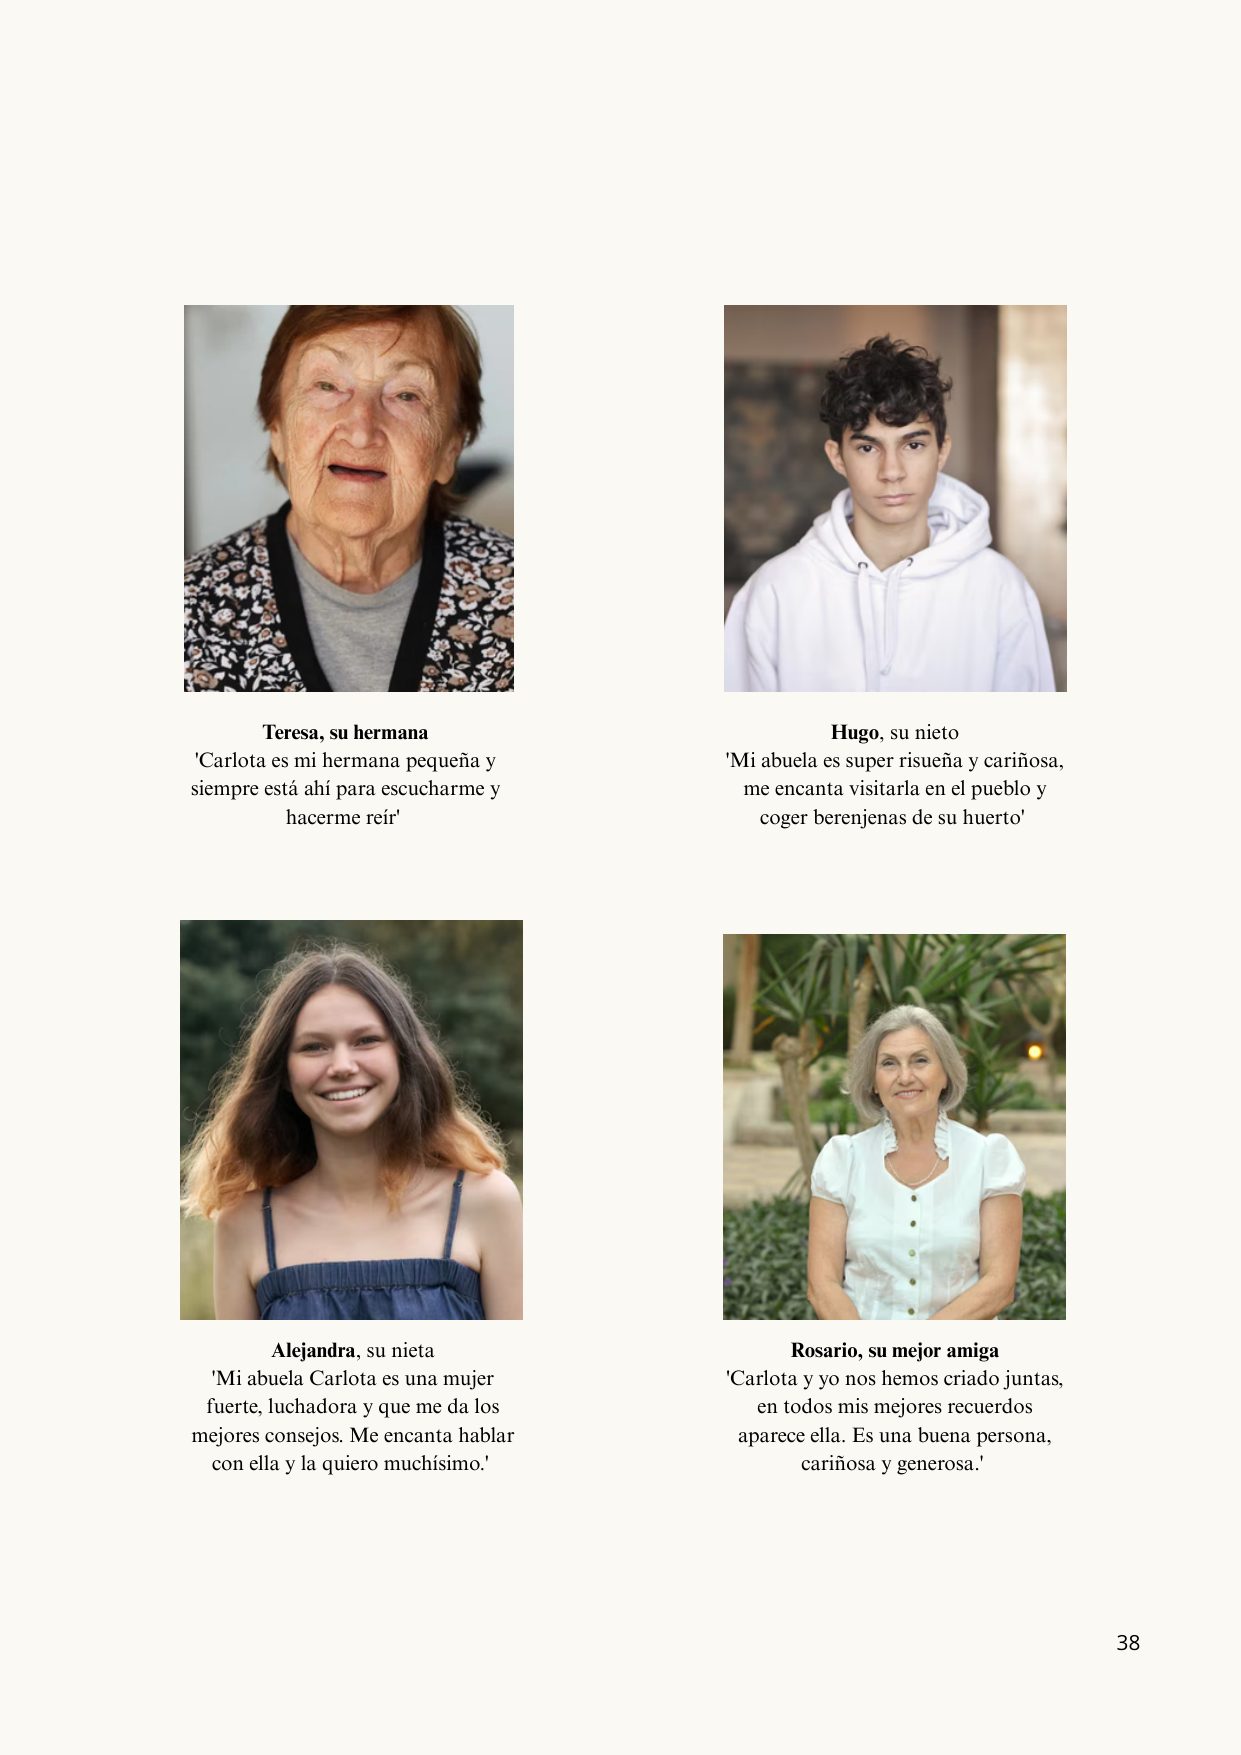 Teresa, su hermana
'Carlota es mi hermana pequeña y
siempre está ahí para escucharme y
hacerme reír'
Hugo, su nieto
'Mi abuela es super risueña y cariñosa,
me encanta visitarla en el pueblo y
coger berenjenas de su huerto'
Alejandra, su nieta
'Mi abuela Carlota es una mujer
fuerte, luchadora y que me da los
mejores consejos. Me encanta hablar
con ella y la quiero muchísimo.'
Rosario, su mejor amiga
'Carlota y yo nos hemos criado juntas,
en todos mis mejores recuerdos
aparece ella. Es una buena persona,
cariñosa y generosa.'
38